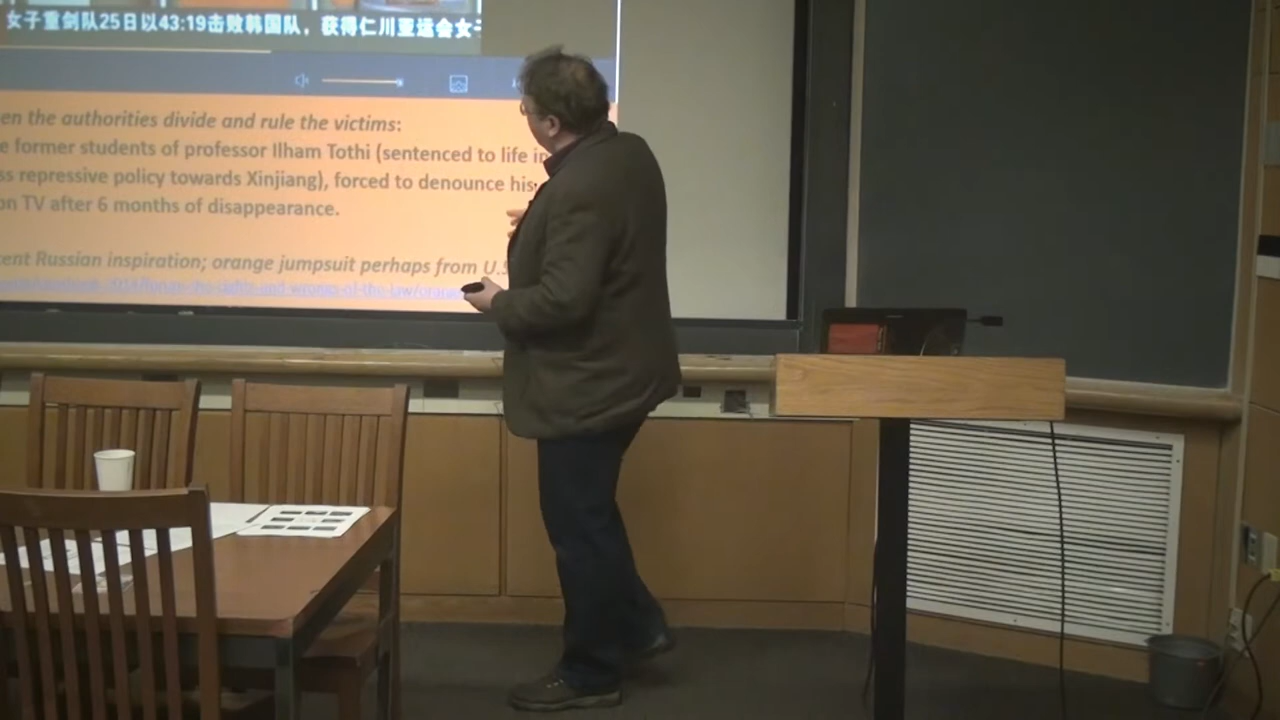 女子重剑队25日以43:19击败韩国队，获得仁川亚运会女子
en the authorities divide and rule the victims:
e former students of professor Ilham Tothi (sentenced to life in
ss repressive policy towards Xinjiang), forced to denounce his
on TV after 6 months of disappearance.
cent Russian inspiration; orange jumpsuit perhaps from U.S